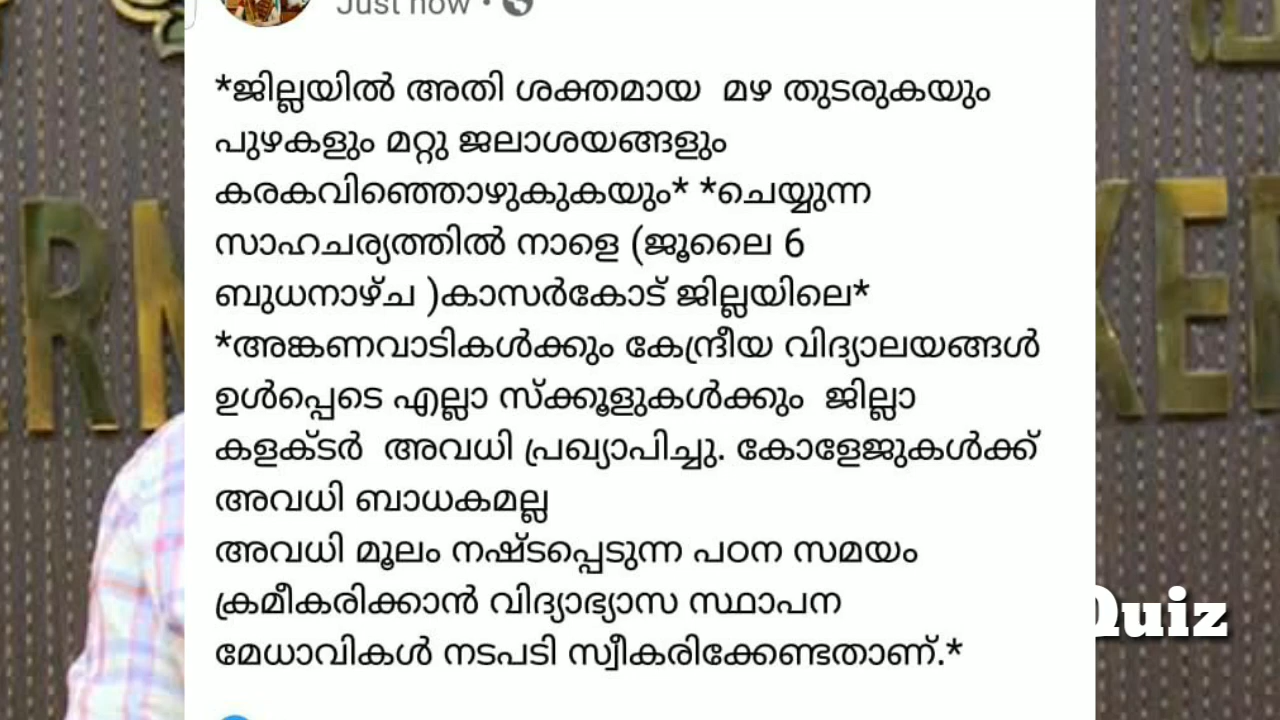 Just now
*ജില്ലയിൽ അതി ശക്തമായ മഴ തുടരുകയും
പുഴകളും മറ്റു ജലാശയങ്ങളും
കരകവിഞ്ഞൊഴുകുകയും* *ചെയ്യുന്ന
സാഹചര്യത്തിൽ നാളെ (ജൂലൈ 6
ബുധനാഴ്ച )കാസർകോട് ജില്ലയിലെ*
*അങ്കണവാടികൾക്കും കേന്ദ്രീയ വിദ്യാലയങ്ങൾ
ഉൾപ്പെടെ എല്ലാ സ്ക്കൂളുകൾക്കും ജില്ലാ
കളക്ടർ അവധി പ്രഖ്യാപിച്ചു. കോളേജുകൾക്ക്
അവധി ബാധകമല്ല
അവധി മൂലം നഷ്ടപ്പെടുന്ന പഠന സമയം
ക്രമീകരിക്കാൻ വിദ്യാഭ്യാസ സ്ഥാപന
മേധാവികൾ നടപടി സ്വീകരിക്കേണ്ടതാണ്.*
Quiz